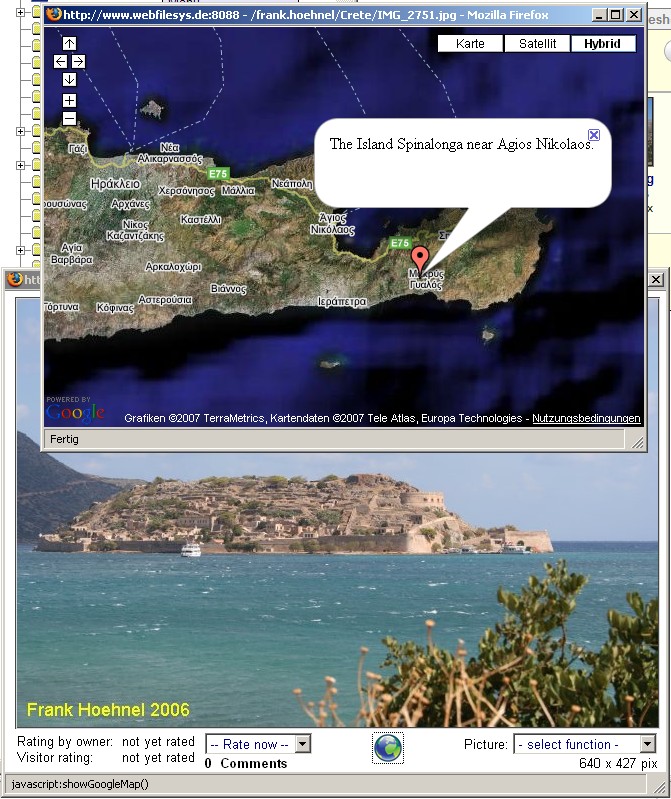 http://www.webfilesys.de:8088 - /frank.hoehnel/Crete/IMG_2751.jpg - Mozilla Firefox
Karte Satellit Hybrid
The Island Spinalonga near Agios Nikolaos.
Γάζι
Νέα
Αλικαρνασσός
E75
Ηράκλειο
Χερσόνησος Μάλλια
Νεάπολη
Αρχάνες
Καστέλλι
Άγιος
Νικόλαος
Νίκος
Καζαντζάκης
E75
Αγία
Βαρβάρα
Αρκαλοχώρι
Γυαλός
Βιάννος
Αστερούσια
Ιεράπετρα
Κόφινας
POWERED BY
Google
Grafiken ©2007 TerraMetrics, Kartendaten ©2007 Tele Atlas, Europa Technologies - Nutzungsbedingungen
Fertig
Frank Hoehnel 2006
Rating by owner: not yet rated -- Rate now -- Picture: - select function -
Visitor rating: not yet rated 0 Comments 640 x 427 pix
javascript:showGoogleMap()